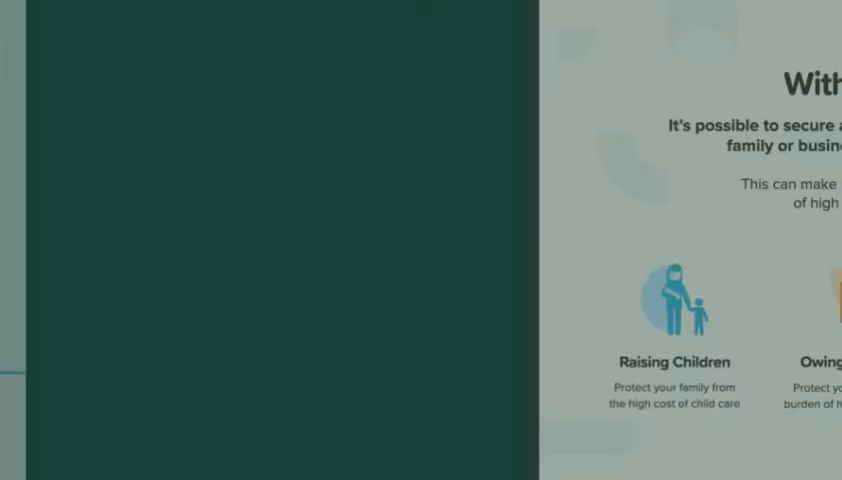 With
It's possible to secure a
family or busin
This can make
of high
Raising Children
Protect your family from
the high cost of child care
Owing
Protect yo
burden of h